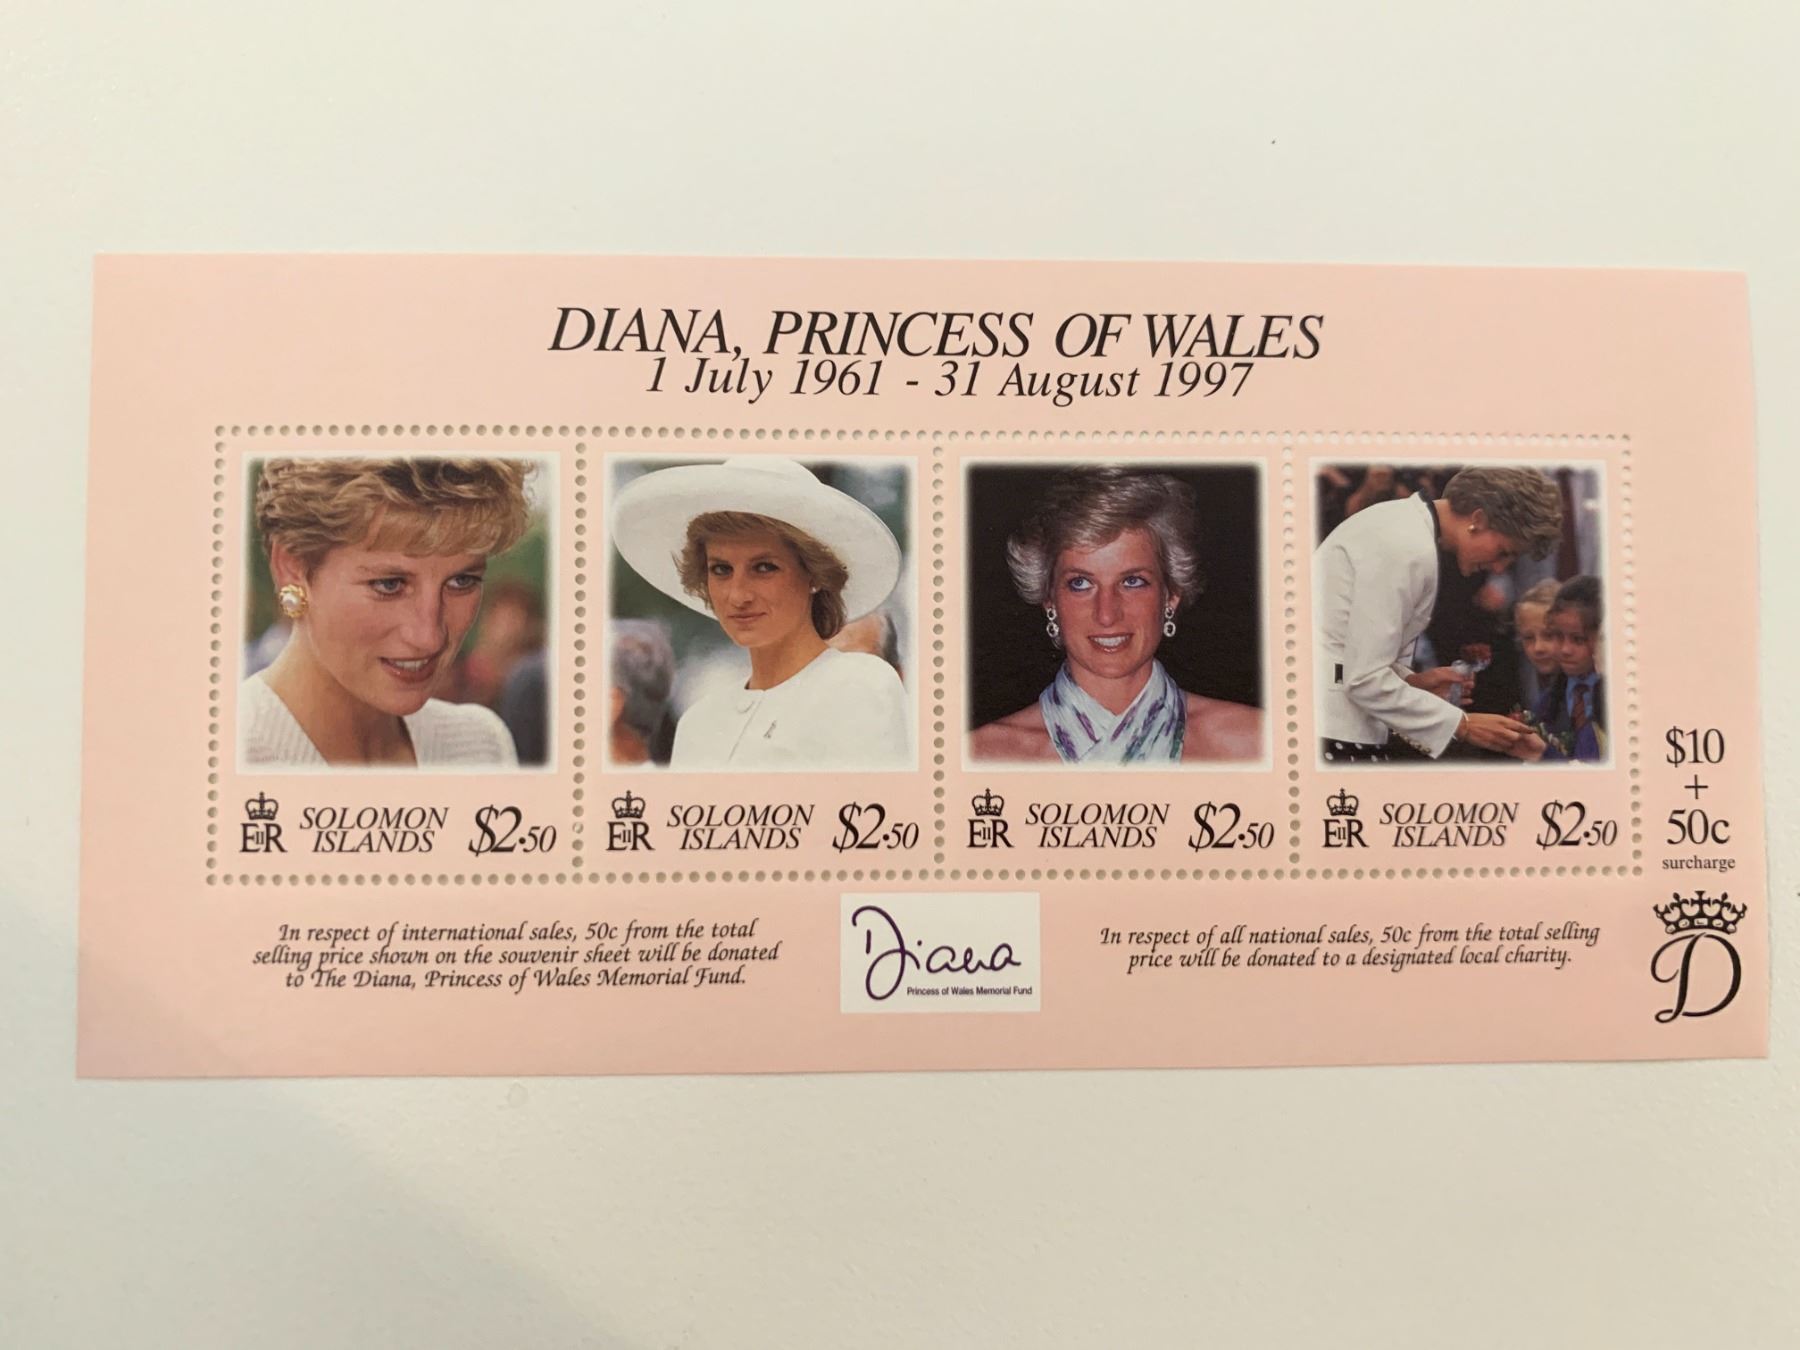 DIANA, PRINCESS OF WALES
1 July 1961 - 31 August 1997
EIIR SOLOMON ISLANDS $2.50
EIIR SOLOMON ISLANDS $2.50
EIIR SOLOMON ISLANDS $2.50
EIIR SOLOMON ISLANDS $2.50
$10
+
50c
surcharge
In respect of international sales, 50c from the total
selling price shown on the souvenir sheet will be donated
to The Diana, Princess of Wales Memorial Fund.
Diana
Princess of Wales Memorial Fund
In respect of all national sales, 50c from the total selling
price will be donated to a designated local charity.
D